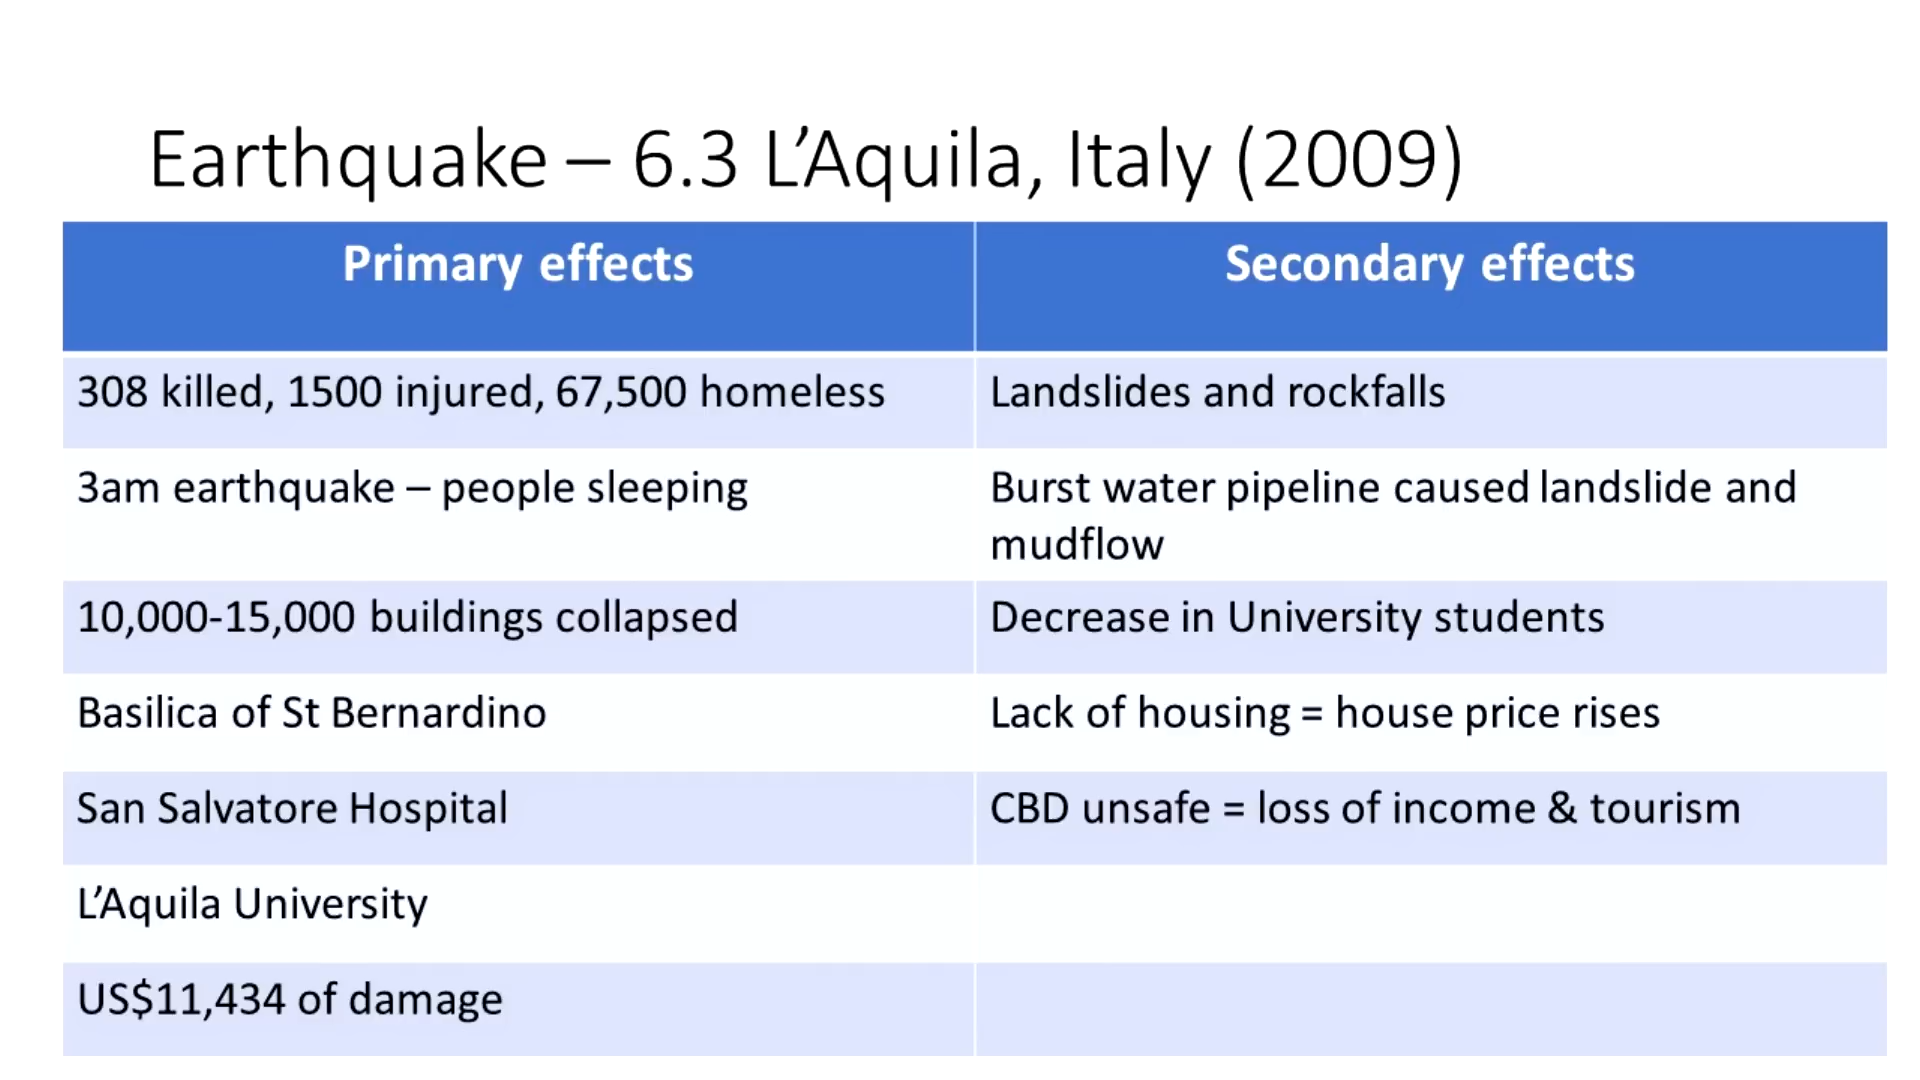 Earthquake – 6.3 L’Aquila, Italy (2009)
Primary effects
Secondary effects
308 killed, 1500 injured, 67,500 homeless
Landslides and rockfalls
3am earthquake – people sleeping
Burst water pipeline caused landslide and
mudflow
10,000-15,000 buildings collapsed
Decrease in University students
Basilica of St Bernardino
Lack of housing = house price rises
San Salvatore Hospital
CBD unsafe = loss of income & tourism
L’Aquila University
US$11,434 of damage